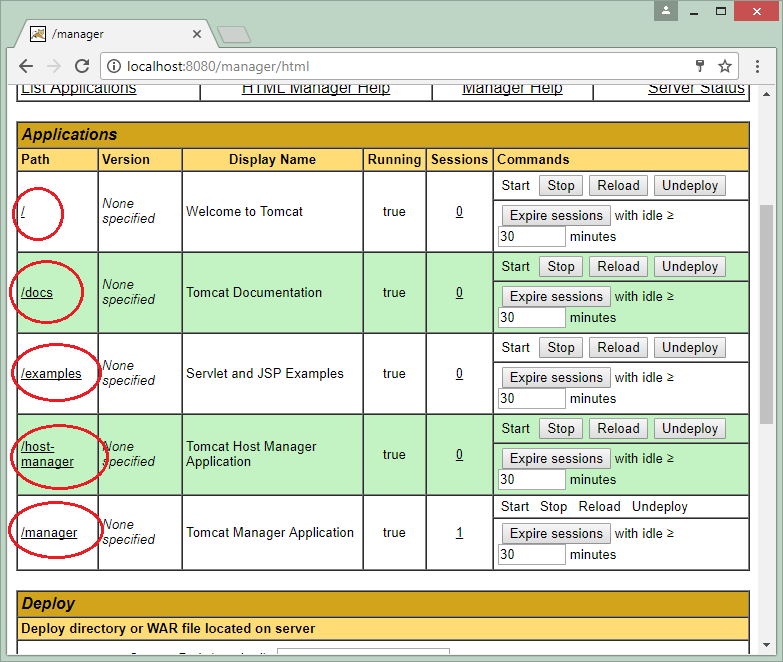 /manager
localhost:8080/manager/html
List Applications HTML Manager Help Manager Help Server Status
Applications
Path Version Display Name Running Sessions Commands
/ None specified Welcome to Tomcat true 0 Start Stop Reload Undeploy
Expire sessions with idle ≥
30 minutes
/docs None specified Tomcat Documentation true 0 Start Stop Reload Undeploy
Expire sessions with idle ≥
30 minutes
/examples None specified Servlet and JSP Examples true 0 Start Stop Reload Undeploy
Expire sessions with idle ≥
30 minutes
/host-manager None specified Tomcat Host Manager Application true 0 Start Stop Reload Undeploy
Expire sessions with idle ≥
30 minutes
/manager None specified Tomcat Manager Application true 1 Start Stop Reload Undeploy
Expire sessions with idle ≥
30 minutes
Deploy
Deploy directory or WAR file located on server